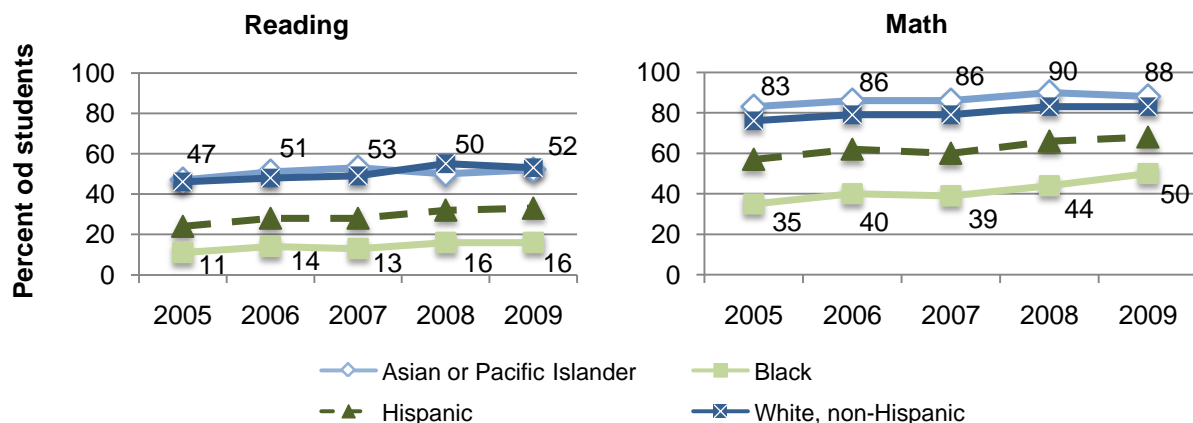 Reading
Math
Percent od students
100
80
60
40
20
0
47 51 53 50 52
11 14 13 16 16
2005 2006 2007 2008 2009
100
80
60
40
20
0
83 86 86 90 88
35 40 39 44 50
2005 2006 2007 2008 2009
Asian or Pacific Islander
Black
Hispanic
White, non-Hispanic